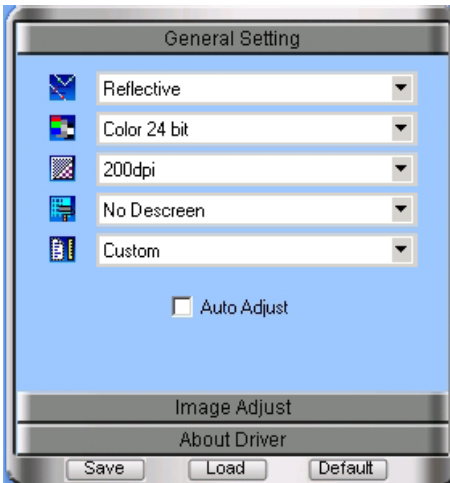 General Setting
Reflective
Color 24 bit
200dpi
No Descreen
Custom
Auto Adjust
Image Adjust
About Driver
Save Load Default